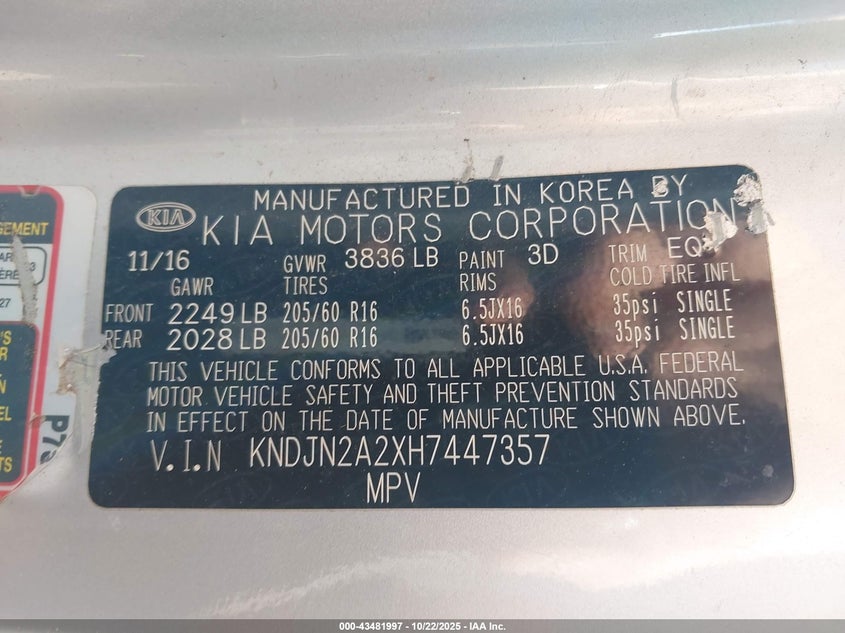 MANUFACTURED IN KOREA BY
KIA
KIA MOTORS CORPORATION
11/16 GVWR 3836 LB PAINT 3D TRIM EQ
GAWR TIRES RIMS COLD TIRE INFL
FRONT 2249 LB 205/60 R16 6.5JX16 35psi SINGLE
REAR 2028 LB 205/60 R16 6.5JX16 35psi SINGLE
THIS VEHICLE CONFORMS TO ALL APPLICABLE U.S.A. FEDERAL
MOTOR VEHICLE SAFETY AND THEFT PREVENTION STANDARDS
IN EFFECT ON THE DATE OF MANUFACTURE SHOWN ABOVE.
V.I.N KNDJN2A2XH7447357
MPV
000-43481997 - 10/22/2025 - IAA Inc.